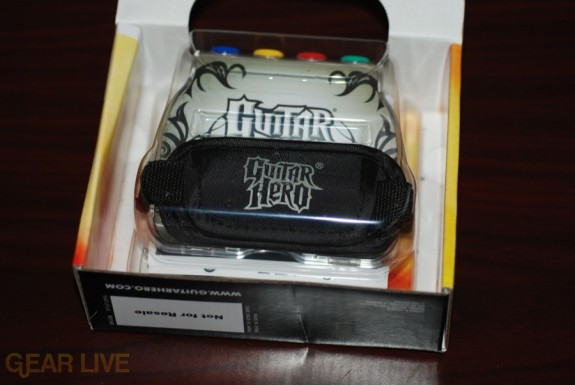 GUITAR
GUITAR
HERO®
WWW.GUITARHERO.COM
Not for Resale
GEAR LIVE